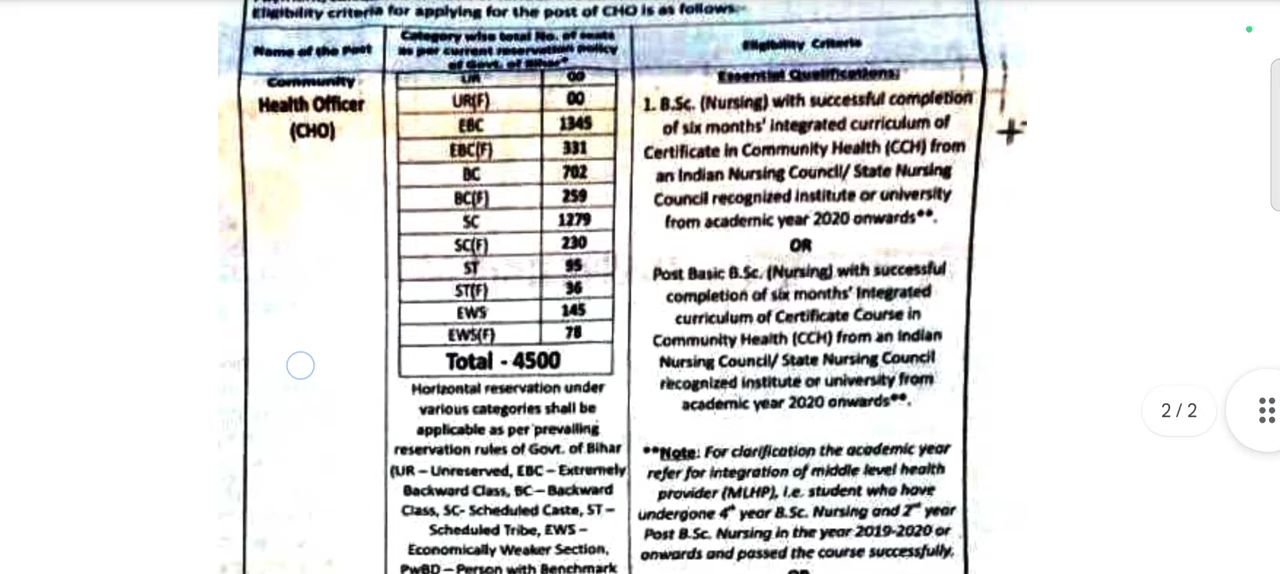 Eligibility criteria for applying for the post of CHO is as follows:-
Name of the Post
Category wise total No. of seats
as per current reservation policy
of Govt. of Bihar*
Eligibility Criteria
Community
Health Officer
(CHO)
UR 00
UR(F) 00
EBC 1345
EBC(F) 331
BC 702
BC(F) 259
SC 1279
SC(F) 230
ST 95
ST(F) 36
EWS 145
EWS(F) 78
Total - 4500
Horizontal reservation under
various categories shall be
applicable as per prevailing
reservation rules of Govt. of Bihar
(UR – Unreserved, EBC – Extremely
Backward Class, BC – Backward
Class, SC- Scheduled Caste, ST –
Scheduled Tribe, EWS –
Economically Weaker Section,
PwBD – Person with Benchmark
Essential Qualifications:
1. B.Sc. (Nursing) with successful completion
of six months' integrated curriculum of
Certificate in Community Health (CCH) from
an Indian Nursing Council/ State Nursing
Council recognized institute or university
from academic year 2020 onwards**.
OR
Post Basic B.Sc. (Nursing) with successful
completion of six months' Integrated
curriculum of Certificate Course in
Community Health (CCH) from an Indian
Nursing Council/ State Nursing Council
recognized institute or university from
academic year 2020 onwards**.
**Note: For clarification the academic year
refer for integration of middle level health
provider (MLHP), i.e. student who have
undergone 4th year B.Sc. Nursing and 2nd year
Post B.Sc. Nursing in the year 2019-2020 or
onwards and passed the course successfully.
OR
2 / 2